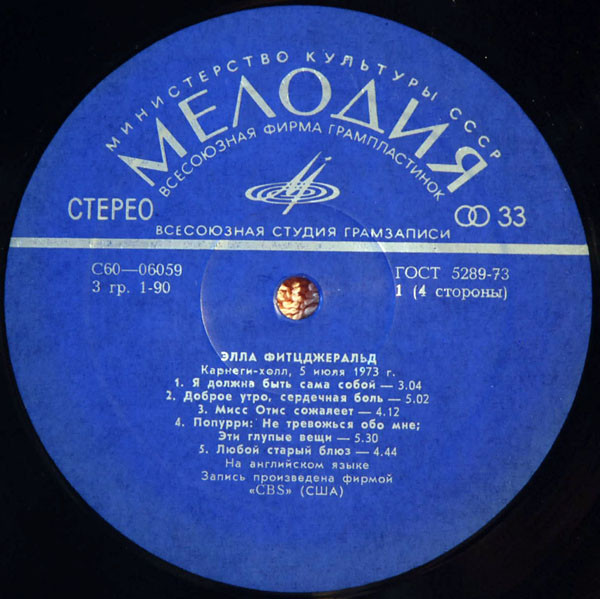 МИНИСТЕРСТВО КУЛЬТУРЫ СССР
МЕЛОДИЯ
ВСЕСОЮЗНАЯ ФИРМА ГРАМПЛАСТИНОК
СТЕРЕО
33
ВСЕСОЮЗНАЯ СТУДИЯ ГРАМЗАПИСИ
С60—06059
ГОСТ 5289-73
3 гр. 1-90
1 (4 стороны)
ЭЛЛА ФИТЦДЖЕРАЛЬД
Карнеги-холл, 5 июля 1973 г.
1. Я должна быть сама собой — 3.04
2. Доброе утро, сердечная боль — 5.02
3. Мисс Отис сожалеет — 4.12
4. Попурри: Не тревожься обо мне;
Эти глупые вещи — 5.30
5. Любой старый блюз — 4.44
На английском языке
Запись произведена фирмой
«CBS» (США)